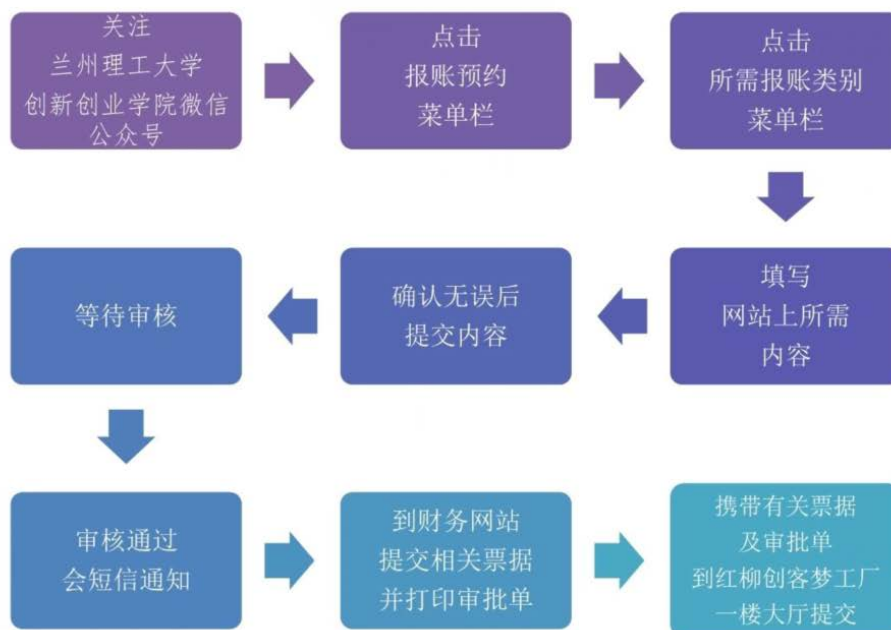 关注
兰州理工大学
创新创业学院微信
公众号
点击
报账预约
菜单栏
点击
所需报账类别
菜单栏
填写
网站上所需
内容
确认无误后
提交内容
等待审核
审核通过
会短信通知
到财务网站
提交相关票据
并打印审批单
携带有关票据
及审批单
到红柳创客梦工厂
一楼大厅提交